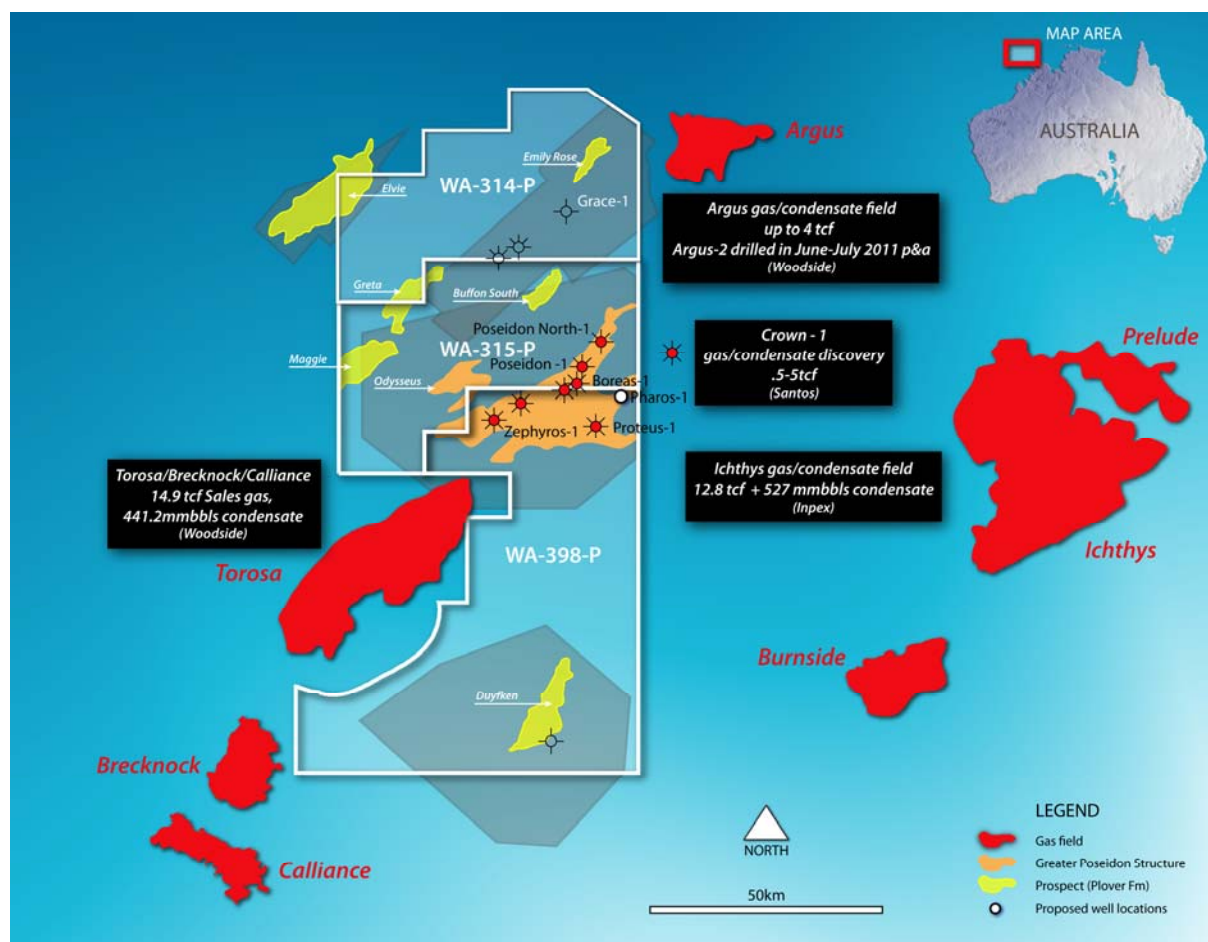 MAP AREA
AUSTRALIA
Argus
Emily Rose
Elvie
WA-314-P
Grace-1
Argus gas/condensate field
up to 4 tcf
Argus-2 drilled in June-July 2011 p&a
(Woodside)
Greta
Buffon South
Poseidon North-1
WA-315-P
Maggie
Poseidon -1
Odysseus
Boreas-1
Pharos-1
Zephyros-1
Proteus-1
Crown - 1
gas/condensate discovery
.5-5tcf
(Santos)
Prelude
Torosa/Brecknock/Calliance
14.9 tcf Sales gas,
441.2mmbbls condensate
(Woodside)
Ichthys gas/condensate field
12.8 tcf + 527 mmbbls condensate
(Inpex)
Ichthys
Torosa
WA-398-P
Burnside
Duyfken
Brecknock
Calliance
NORTH
50km
LEGEND
Gas field
Greater Poseidon Structure
Prospect (Plover Fm)
Proposed well locations